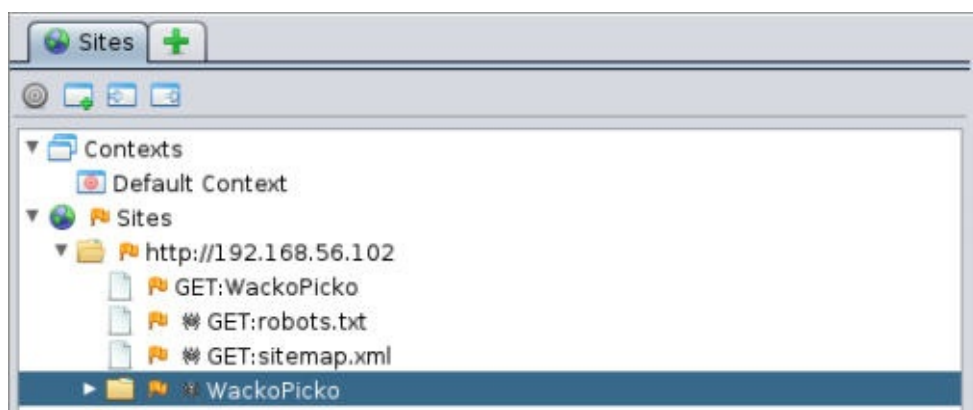 Sites
Contexts
Default Context
Sites
http://192.168.56.102
GET:WackoPicko
GET:robots.txt
GET:sitemap.xml
WackoPicko